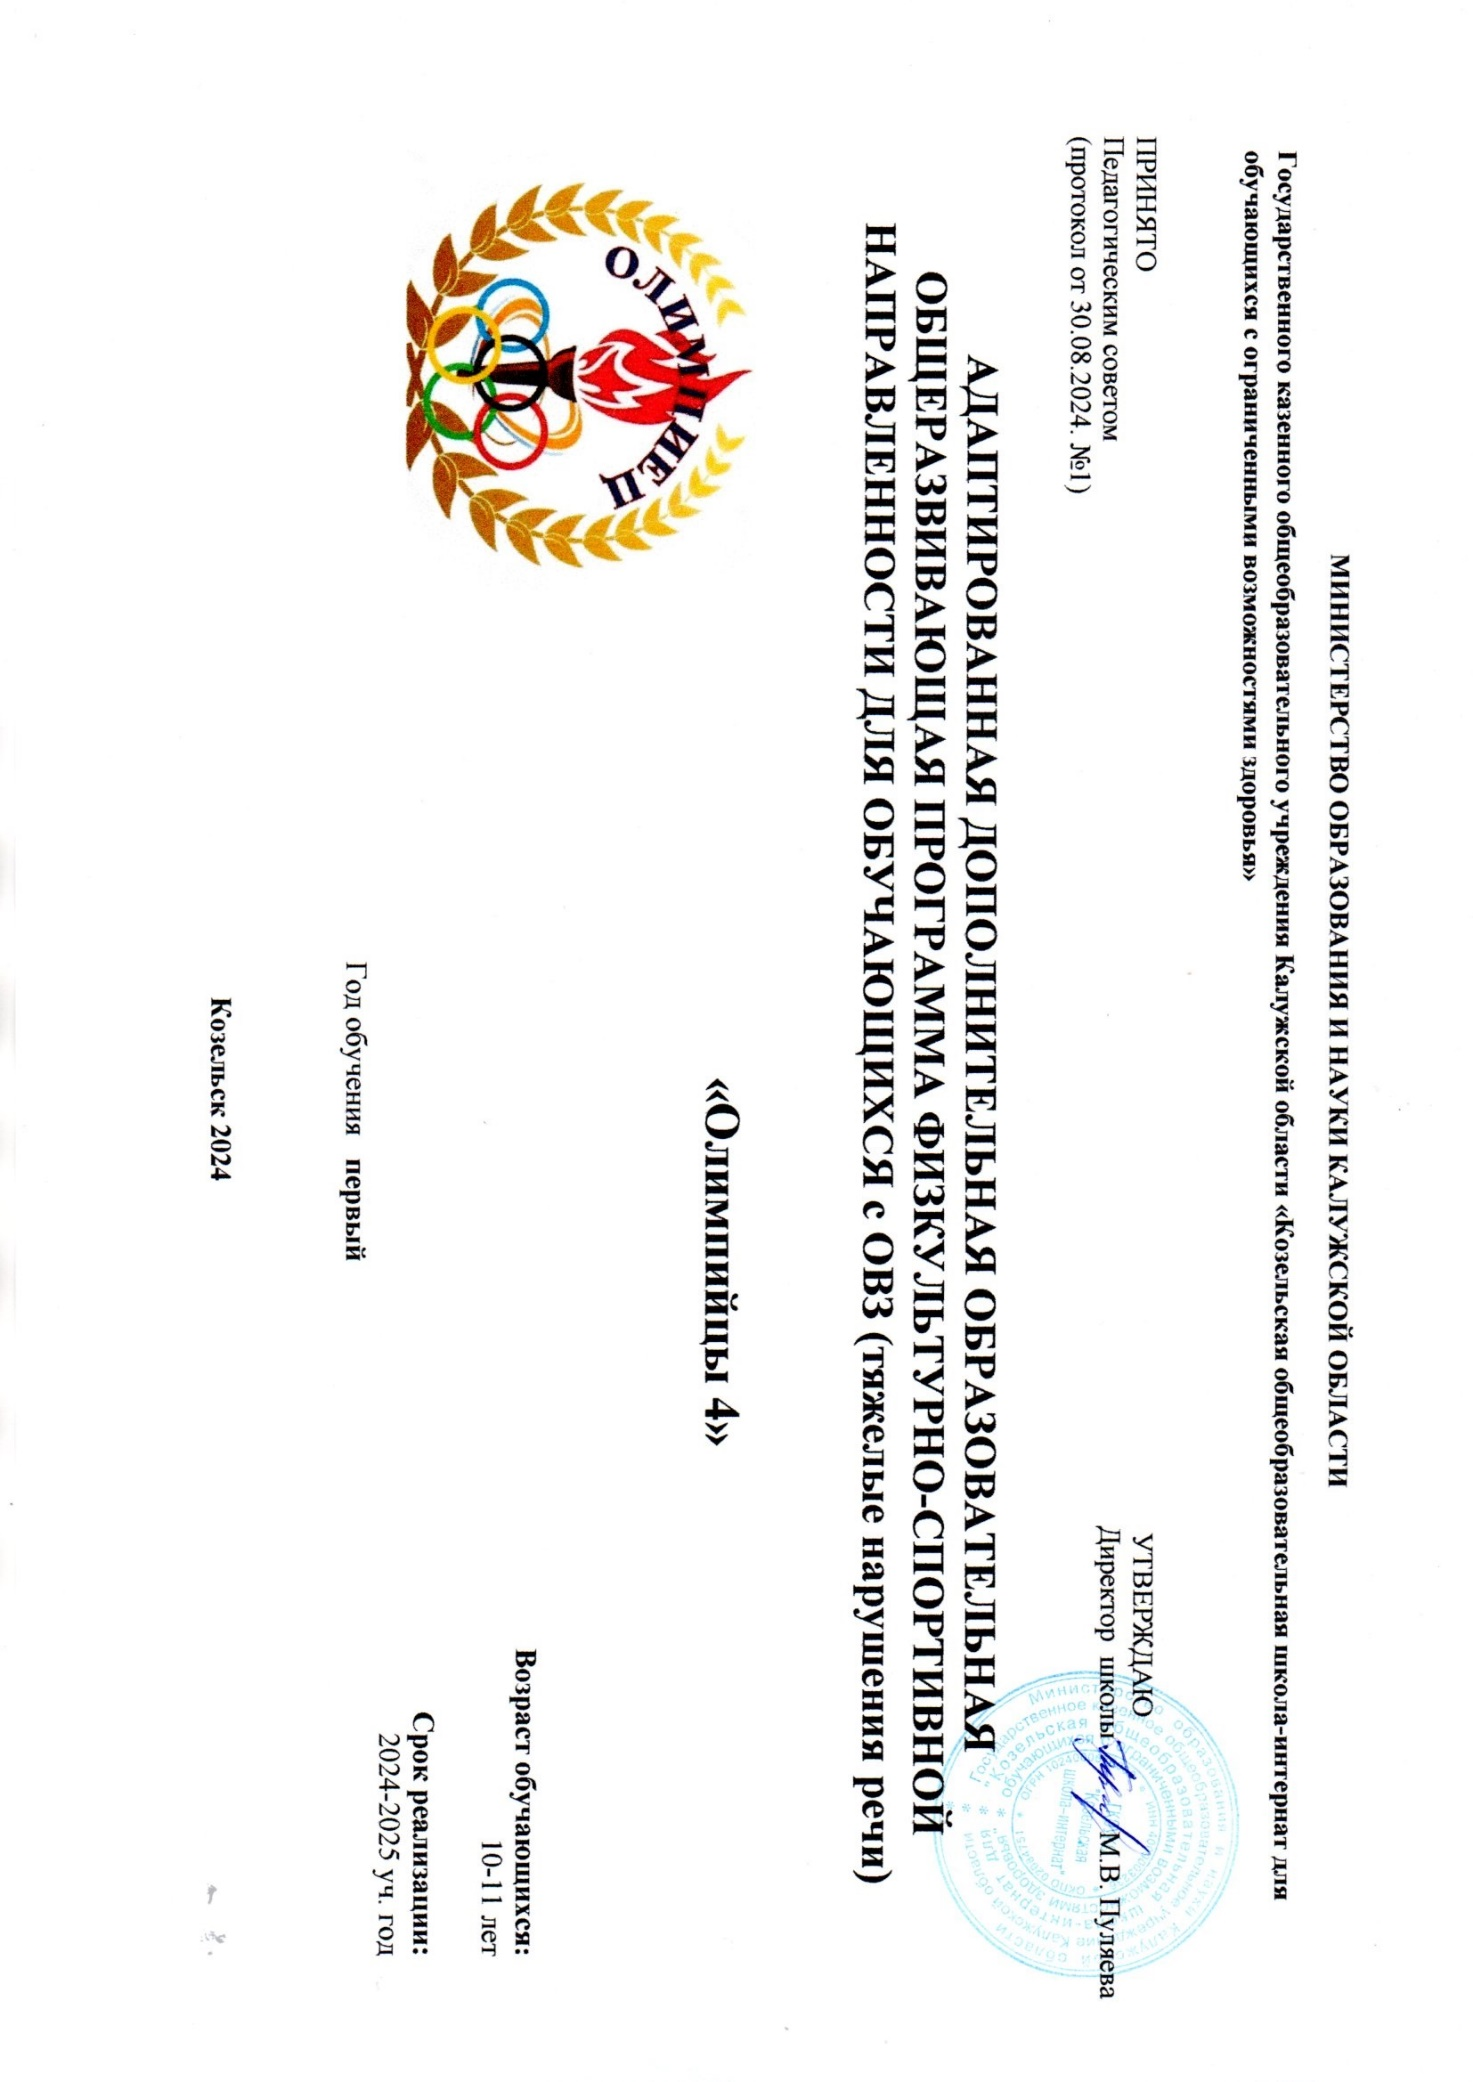 МИНИСТЕРСТВО ОБРАЗОВАНИЯ И НАУКИ КАЛУЖСКОЙ ОБЛАСТИ
Государственного казенного общеобразовательного учреждения Калужской области «Козельская общеобразовательная школа-интернат для
обучающихся с ограниченными возможностями здоровья»
ПРИНЯТО
Педагогическим советом
(протокол от 30.08.2024. №1)
УТВЕРЖДАЮ
Директор школы М.В. Пуляева
АДАПТИРОВАННАЯ ДОПОЛНИТЕЛЬНАЯ ОБРАЗОВАТЕЛЬНАЯ
ОБЩЕРАЗВИВАЮЩАЯ ПРОГРАММА ФИЗКУЛЬТУРНО-СПОРТИВНОЙ
НАПРАВЛЕННОСТИ ДЛЯ ОБУЧАЮЩИХСЯ с ОВЗ (тяжелые нарушения речи)
ОЛИМПИЕЦ
«Олимпийцы 4»
Возраст обучающихся:
10-11 лет
Срок реализации:
2024-2025 уч. год
Год обучения первый
Козельск 2024